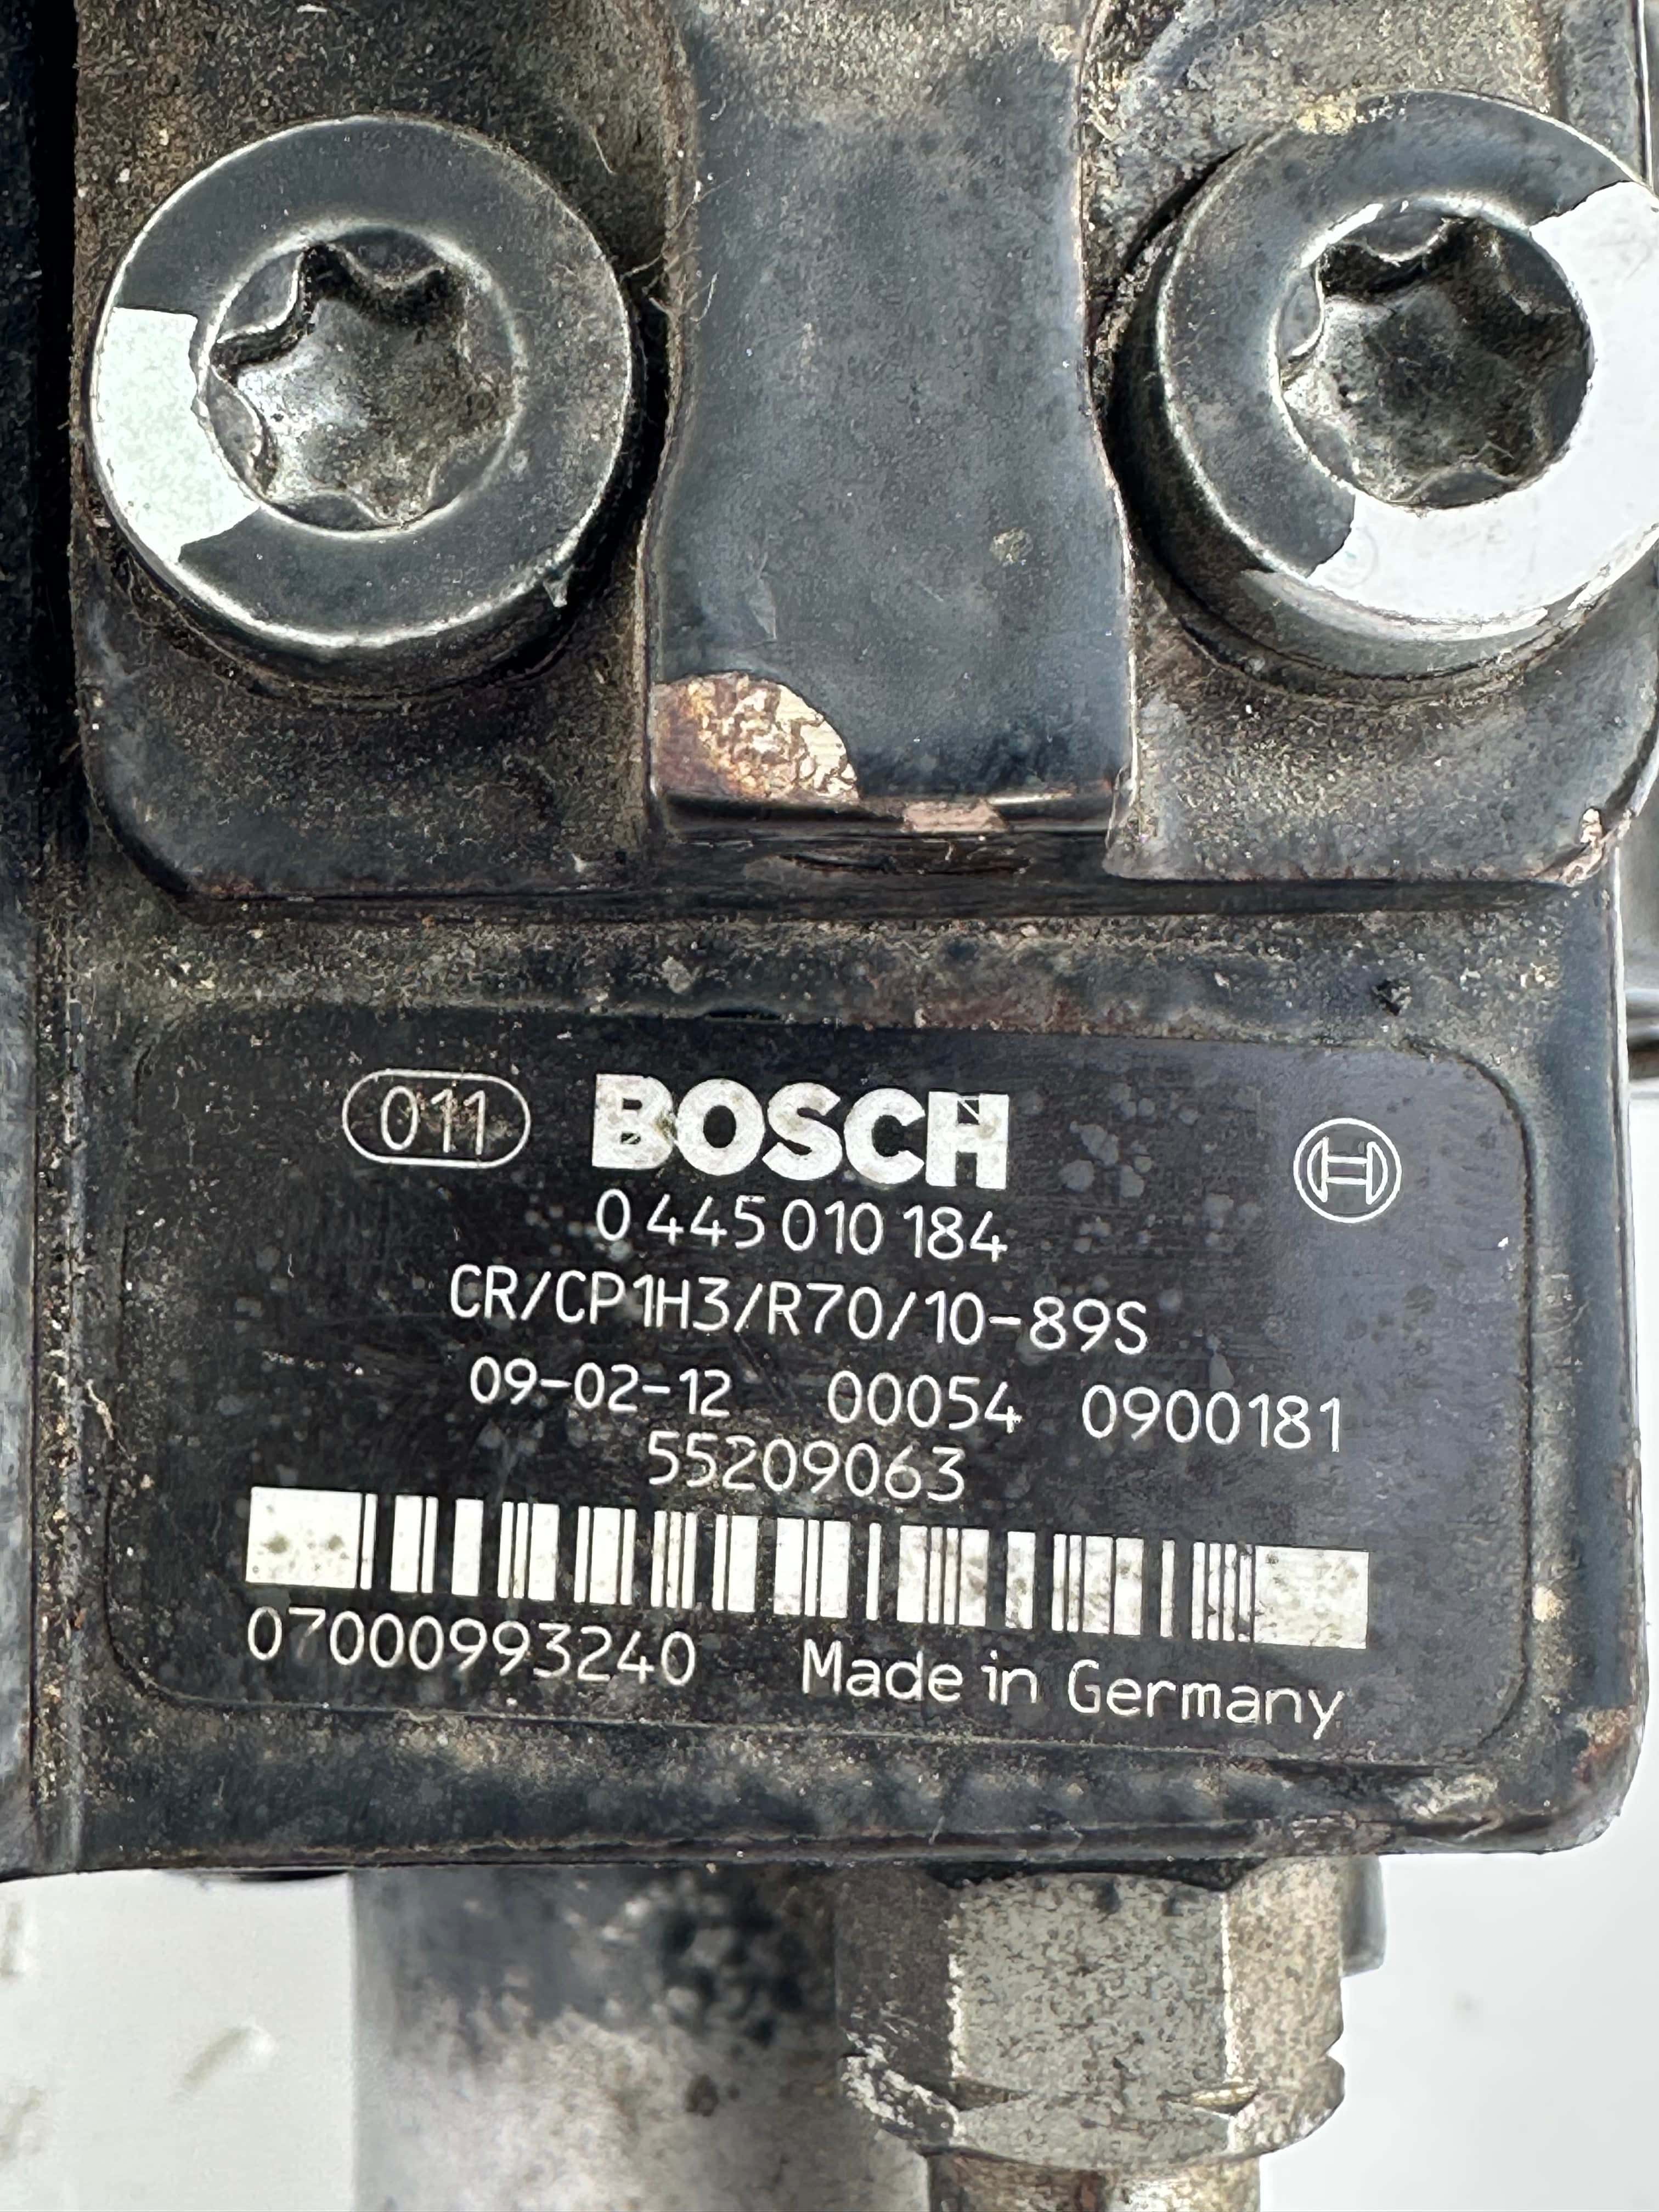 011 BOSCH
0 445 010 184
CR/CP1H3/R70/10-89S
09-02-12 00054 0900181
55209063
07000993240 Made in Germany